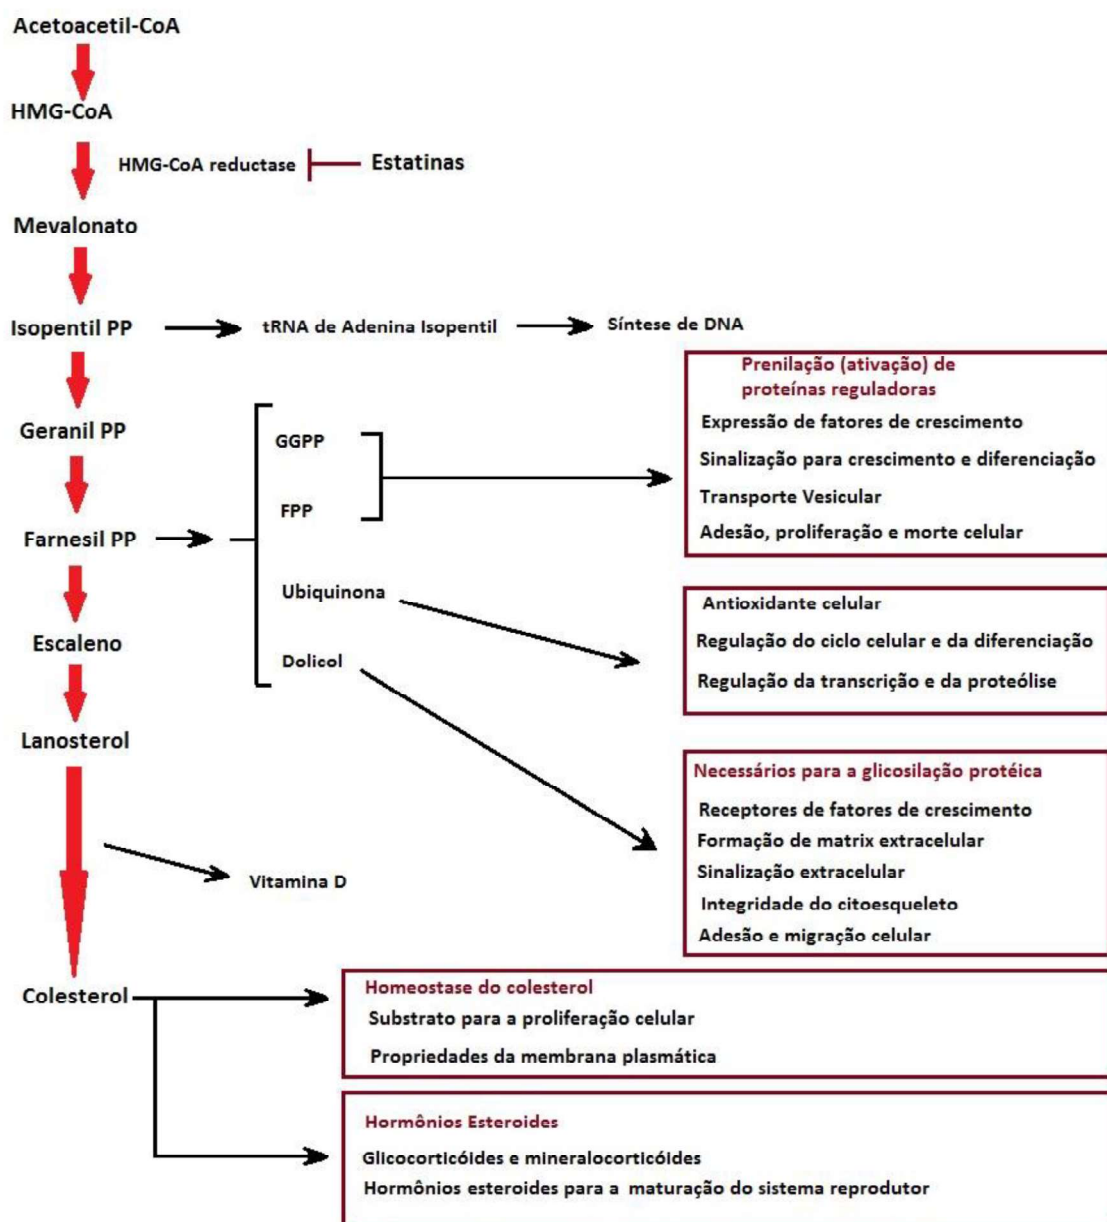 Acetoacetil-CoA
HMG-CoA
HMG-CoA reductase
Estatinas
Mevalonato
Isopentil PP
tRNA de Adenina Isopentil
Síntese de DNA
Prenilação (ativação) de
proteínas reguladoras
Expressão de fatores de crescimento
Sinalização para crescimento e diferenciação
Transporte Vesicular
Adesão, proliferação e morte celular
Geranil PP
GGPP
FPP
Farnesil PP
Ubiquinona
Dolicol
Antioxidante celular
Regulação do ciclo celular e da diferenciação
Regulação da transcrição e da proteólise
Escaleno
Lanosterol
Necessários para a glicosilação protéica
Receptores de fatores de crescimento
Formação de matrix extracelular
Sinalização extracelular
Integridade do citoesqueleto
Adesão e migração celular
Vitamina D
Colesterol
Homeostase do colesterol
Substrato para a proliferação celular
Propriedades da membrana plasmática
Hormônios Esteroides
Glicocorticóides e mineralocorticóides
Hormônios esteroides para a maturação do sistema reprodutor